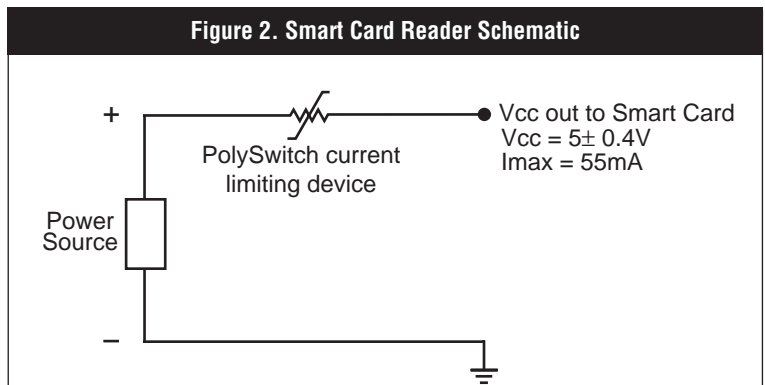 Figure 2. Smart Card Reader Schematic
+
Vcc out to Smart Card
Vcc = 5± 0.4V
Imax = 55mA
PolySwitch current
limiting device
Power
Source
–